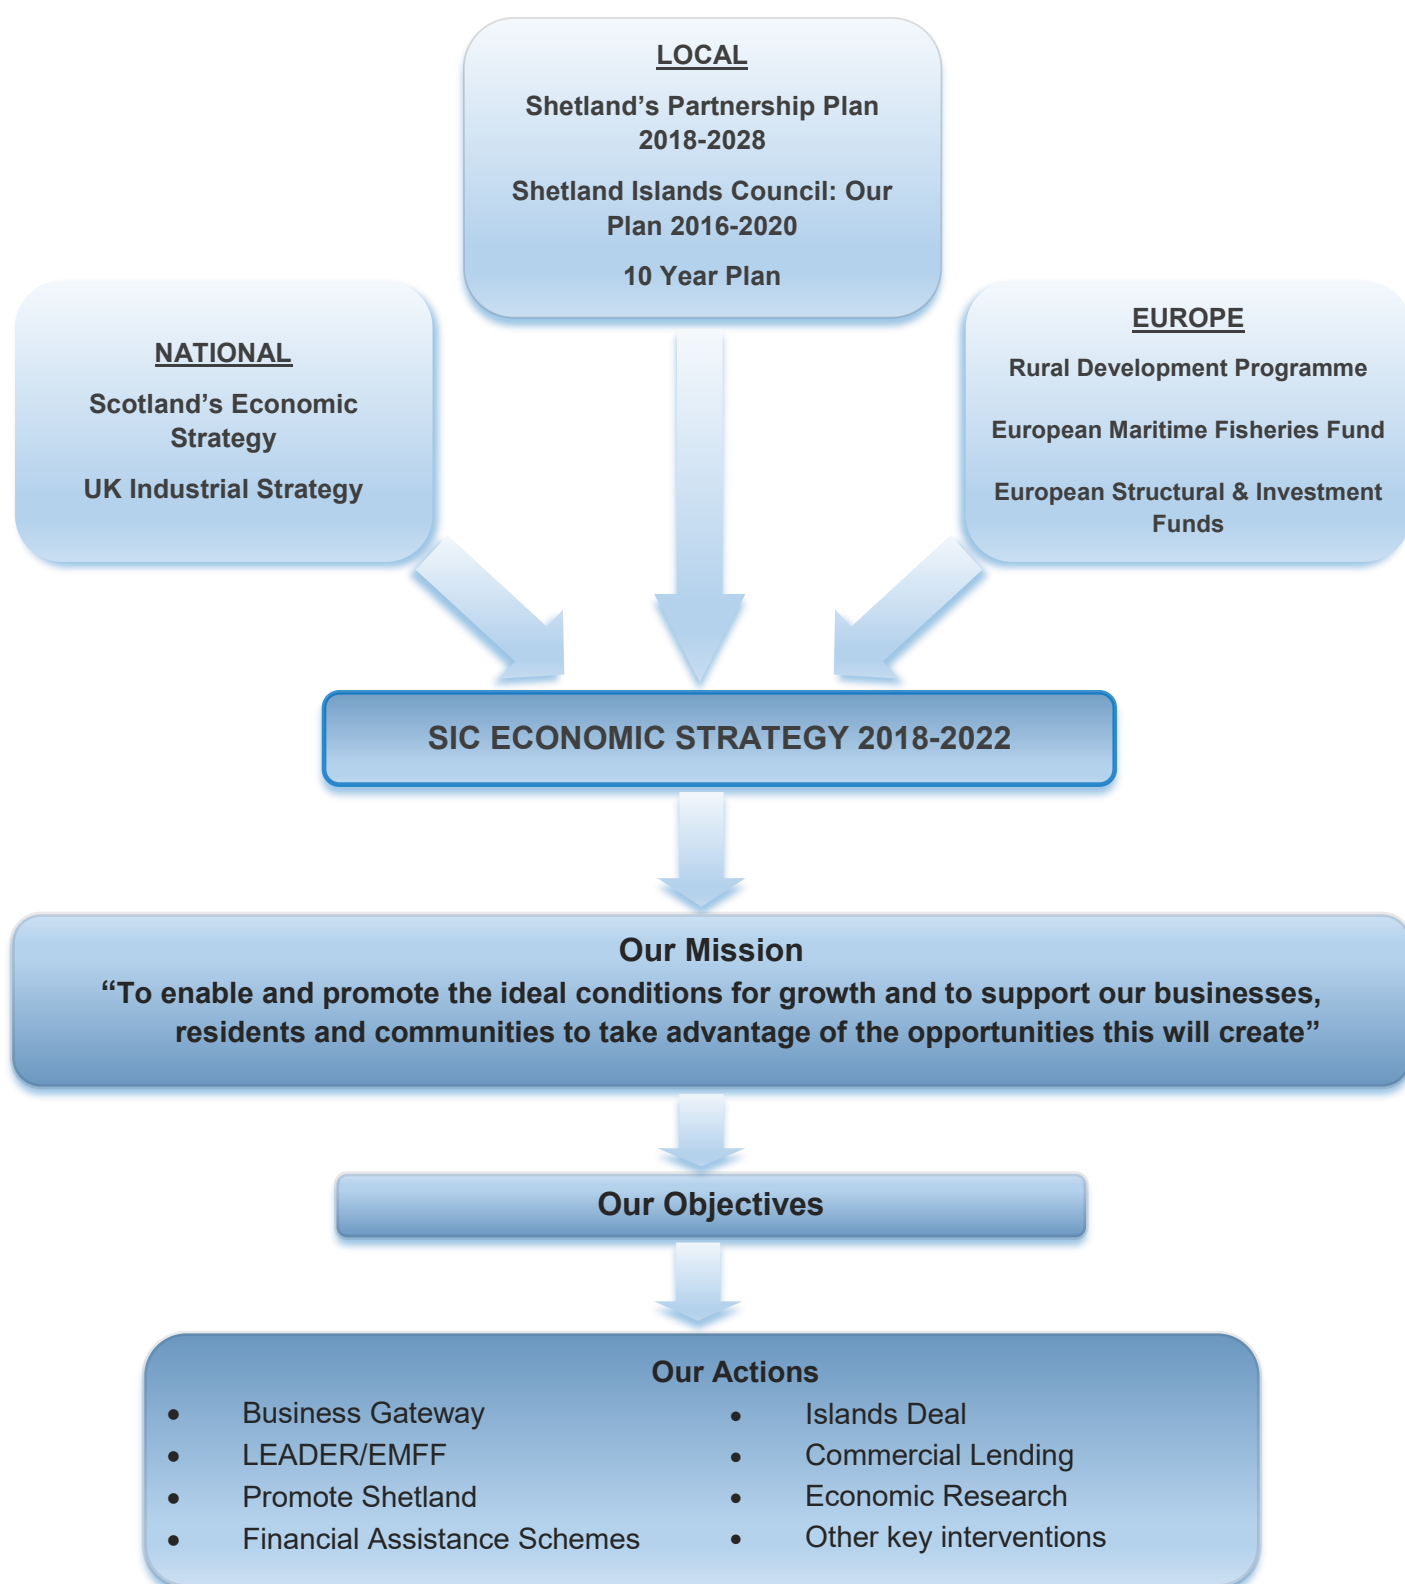 LOCAL
Shetland’s Partnership Plan
2018-2028
Shetland Islands Council: Our
Plan 2016-2020
10 Year Plan
NATIONAL
Scotland’s Economic
Strategy
UK Industrial Strategy
EUROPE
Rural Development Programme
European Maritime Fisheries Fund
European Structural & Investment
Funds
SIC ECONOMIC STRATEGY 2018-2022
Our Mission
“To enable and promote the ideal conditions for growth and to support our businesses,
residents and communities to take advantage of the opportunities this will create”
Our Objectives
Our Actions
• Business Gateway
• LEADER/EMFF
• Promote Shetland
• Financial Assistance Schemes
• Islands Deal
• Commercial Lending
• Economic Research
• Other key interventions